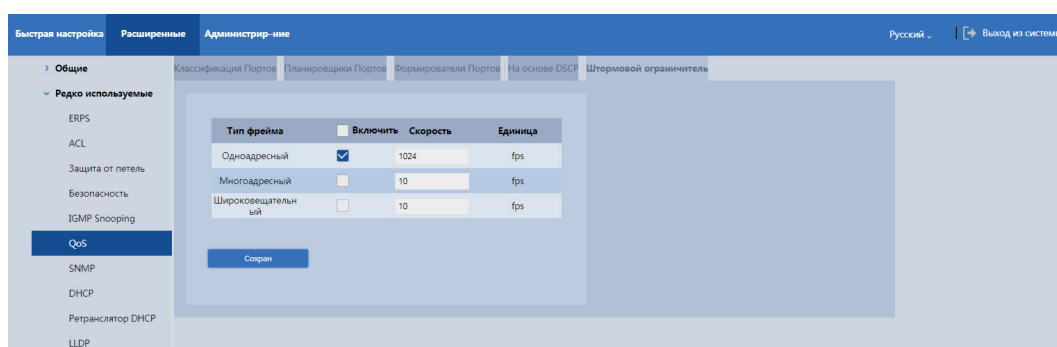 Быстрая настройка Расширенные Администрир-ние Русский Выход из систем
Общие
Классификация Портов Планировщики Портов Формирователи Портов На основе DSCP Штормовой ограничитель
Редко используемые
ERPS
ACL
Защита от петель
Безопасность
IGMP Snooping
QoS
SNMP
DHCP
Ретранслятор DHCP
LLDP
Тип фрейма Включить Скорость Единица
Одноадресный 1024 fps
Многоадресный 10 fps
Широковещательн
ый 10 fps
Сохран